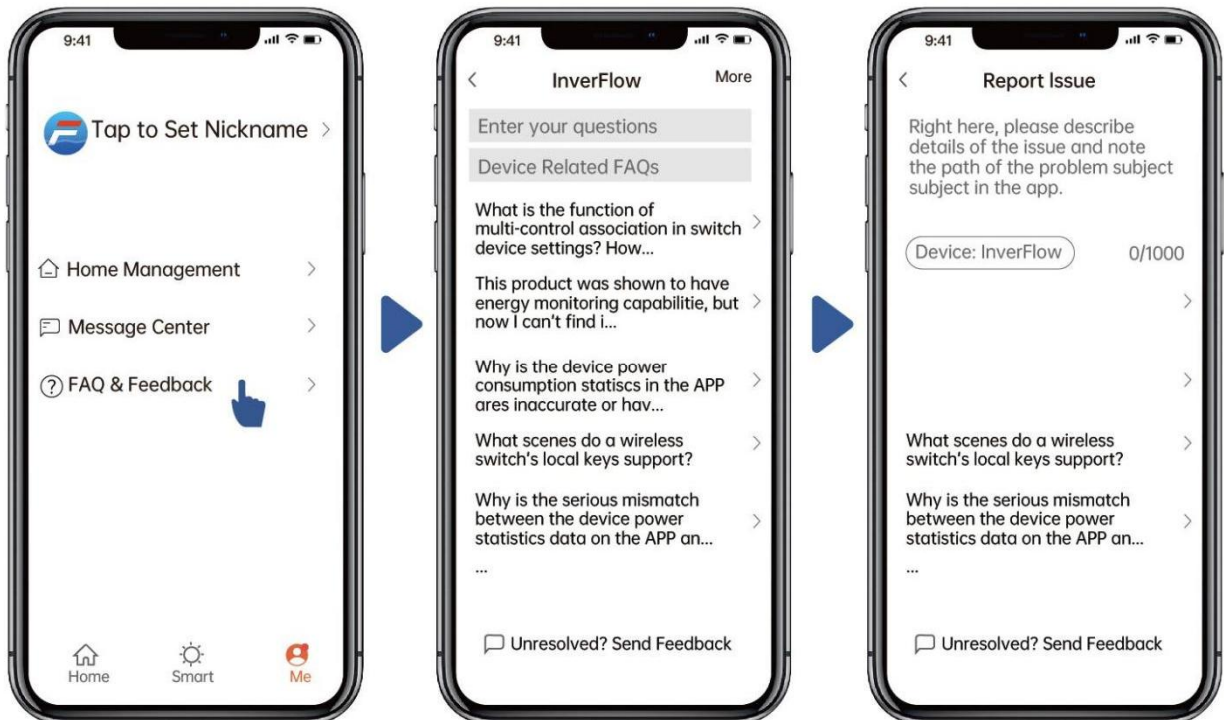 9:41
Tap to Set Nickname
Home Management
Message Center
FAQ & Feedback
Home
Smart
Me
9:41
InverFlow
More
Enter your questions
Device Related FAQs
What is the function of
multi-control association in switch
device settings? How...
This product was shown to have
energy monitoring capabilitie, but
now I can't find i...
Why is the device power
consumption statiscs in the APP
ares inaccurate or hav...
What scenes do a wireless
switch's local keys support?
Why is the serious mismatch
between the device power
statistics data on the APP an...
...
Unresolved? Send Feedback
9:41
Report Issue
Right here, please describe
details of the issue and note
the path of the problem subject
subject in the app.
Device: InverFlow
0/1000
What scenes do a wireless
switch's local keys support?
Why is the serious mismatch
between the device power
statistics data on the APP an...
...
Unresolved? Send Feedback